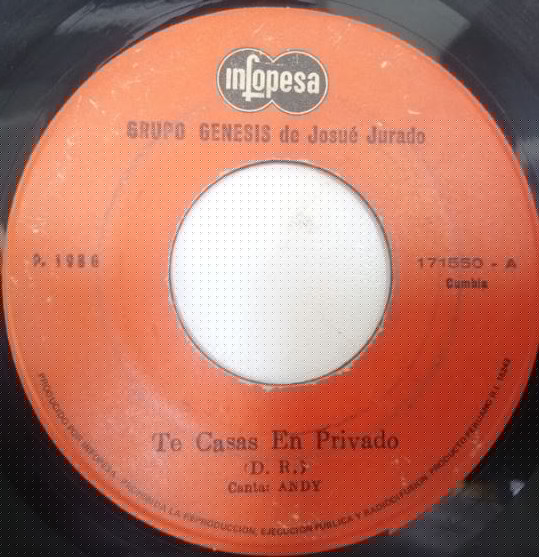 infopesa
GRUPO GENESIS de Josué Jurado
P. 1986
171550 - A
Cumbia
Te Casas En Privado
(D. R.)
Canta: ANDY
PRODUCIDO POR INFOPESA. PROHIBIDA LA REPRODUCCION, EJECUCION PUBLICA Y RADIODIFUSION PRODUCTO PERUANO R.I. 16243